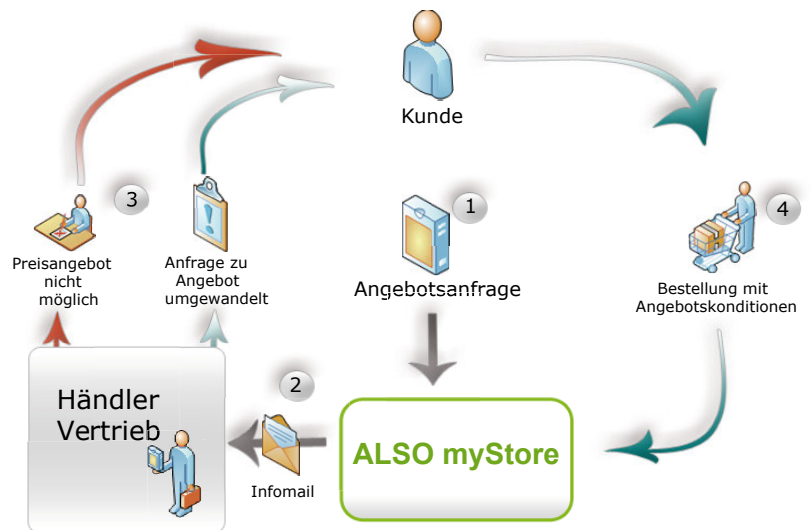 Kunde
1
Angebotsanfrage
ALSO myStore
2
Infomail
Händler
Vertrieb
3
Preisangebot
nicht
möglich
Anfrage zu
Angebot
umgewandelt
4
Bestellung mit
Angebotskonditionen